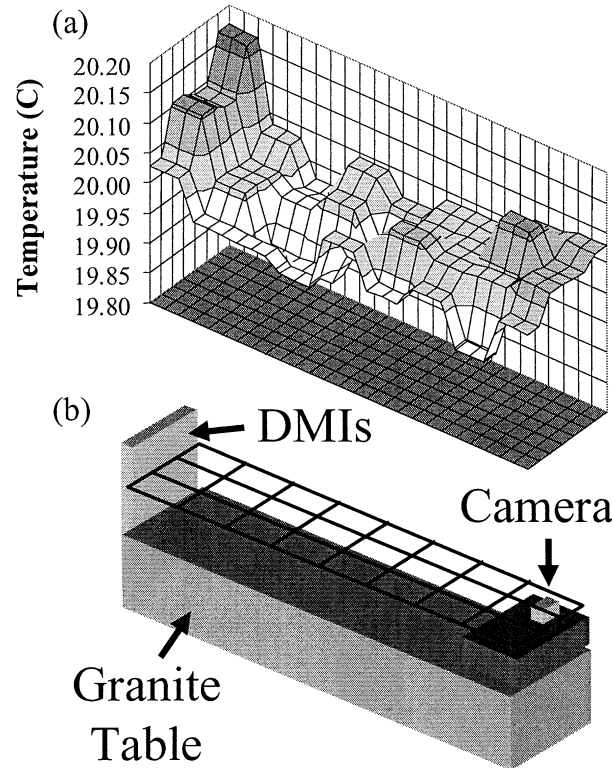 (a)
Temperature (C)
20.20
20.15
20.10
20.05
20.00
19.95
19.90
19.85
19.80
(b)
DMIs
Camera
Granite
Table